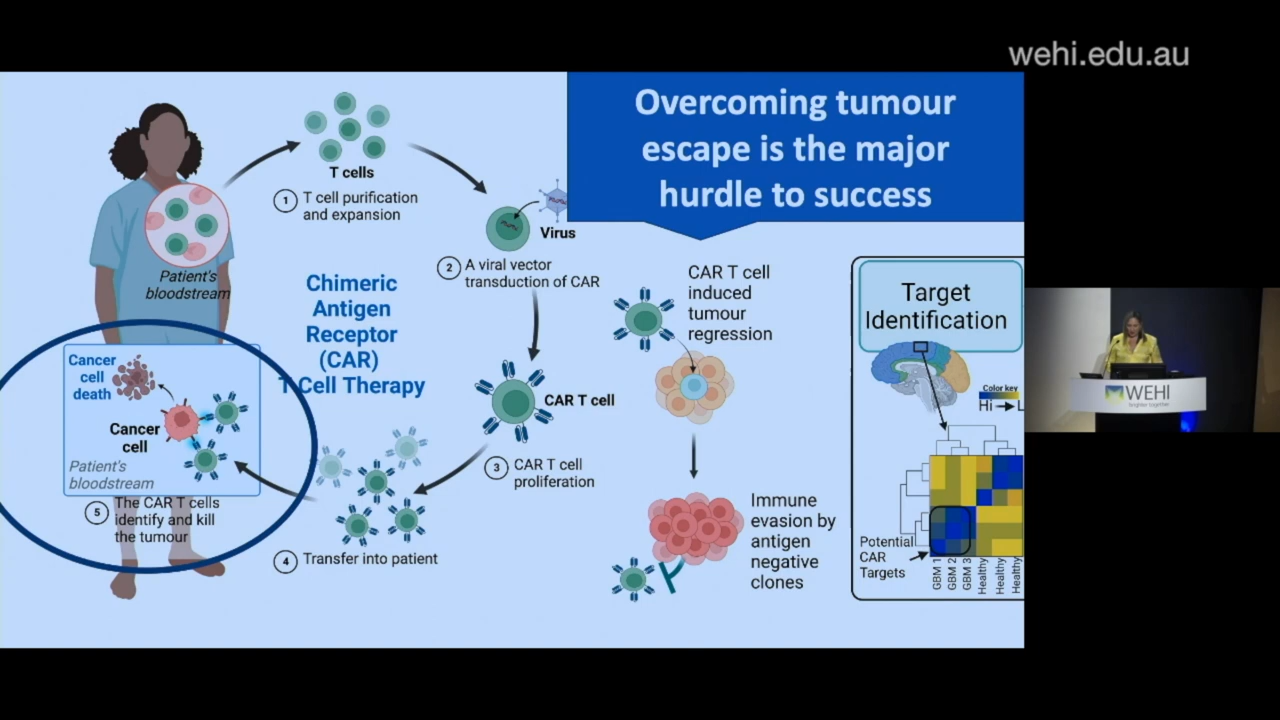 wehi.edu.au
Overcoming tumour
escape is the major
hurdle to success
T cells
1 T cell purification
and expansion
Virus
2 A viral vector
transduction of CAR
Patient's
bloodstream
Chimeric
Antigen
Receptor
(CAR)
T Cell Therapy
CAR T cell
3 CAR T cell
proliferation
4 Transfer into patient
Cancer
cell
death
Cancer
cell
Patient's
bloodstream
5 The CAR T cells
identify and kill
the tumour
CAR T cell
induced
tumour
regression
Immune
evasion by
antigen
negative
clones
Target
Identification
Color key
Hi
Potential
CAR
Targets
GBM 1
GBM 2
GBM 3
Healthy
Healthy
Healthy
WEHI
brighter together